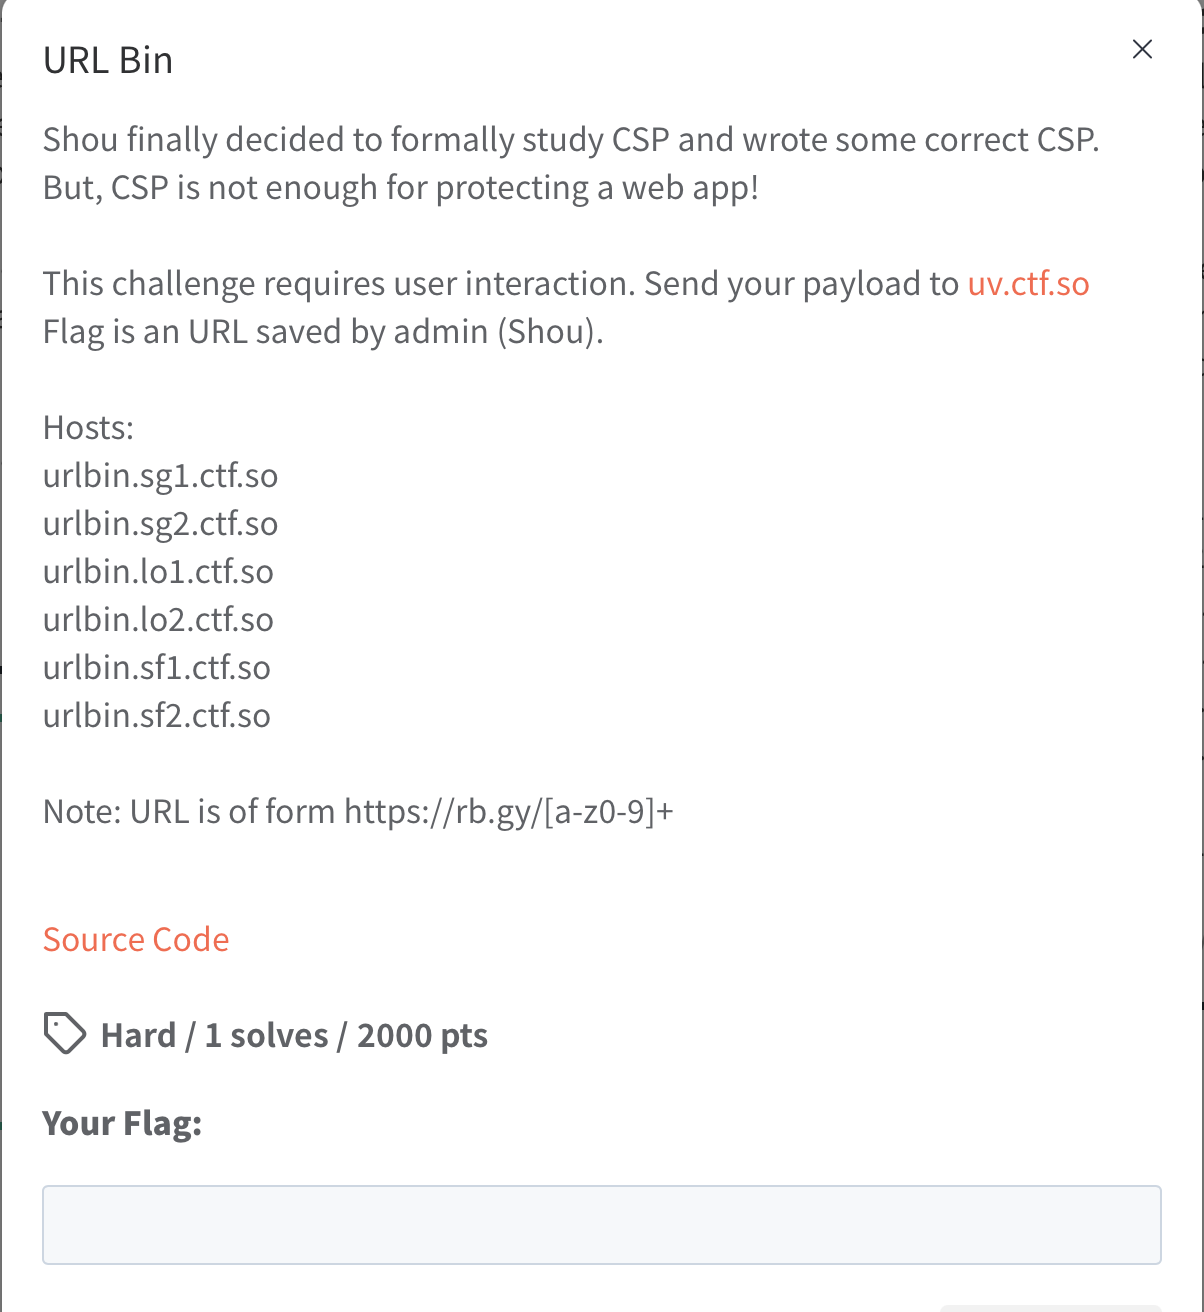 URL Bin
Shou finally decided to formally study CSP and wrote some correct CSP.
But, CSP is not enough for protecting a web app!
This challenge requires user interaction. Send your payload to uv.ctf.so
Flag is an URL saved by admin (Shou).
Hosts:
urlbin.sg1.ctf.so
urlbin.sg2.ctf.so
urlbin.lo1.ctf.so
urlbin.lo2.ctf.so
urlbin.sf1.ctf.so
urlbin.sf2.ctf.so
Note: URL is of form https://rb.gy/[a-z0-9]+
Source Code
Hard / 1 solves / 2000 pts
Your Flag: